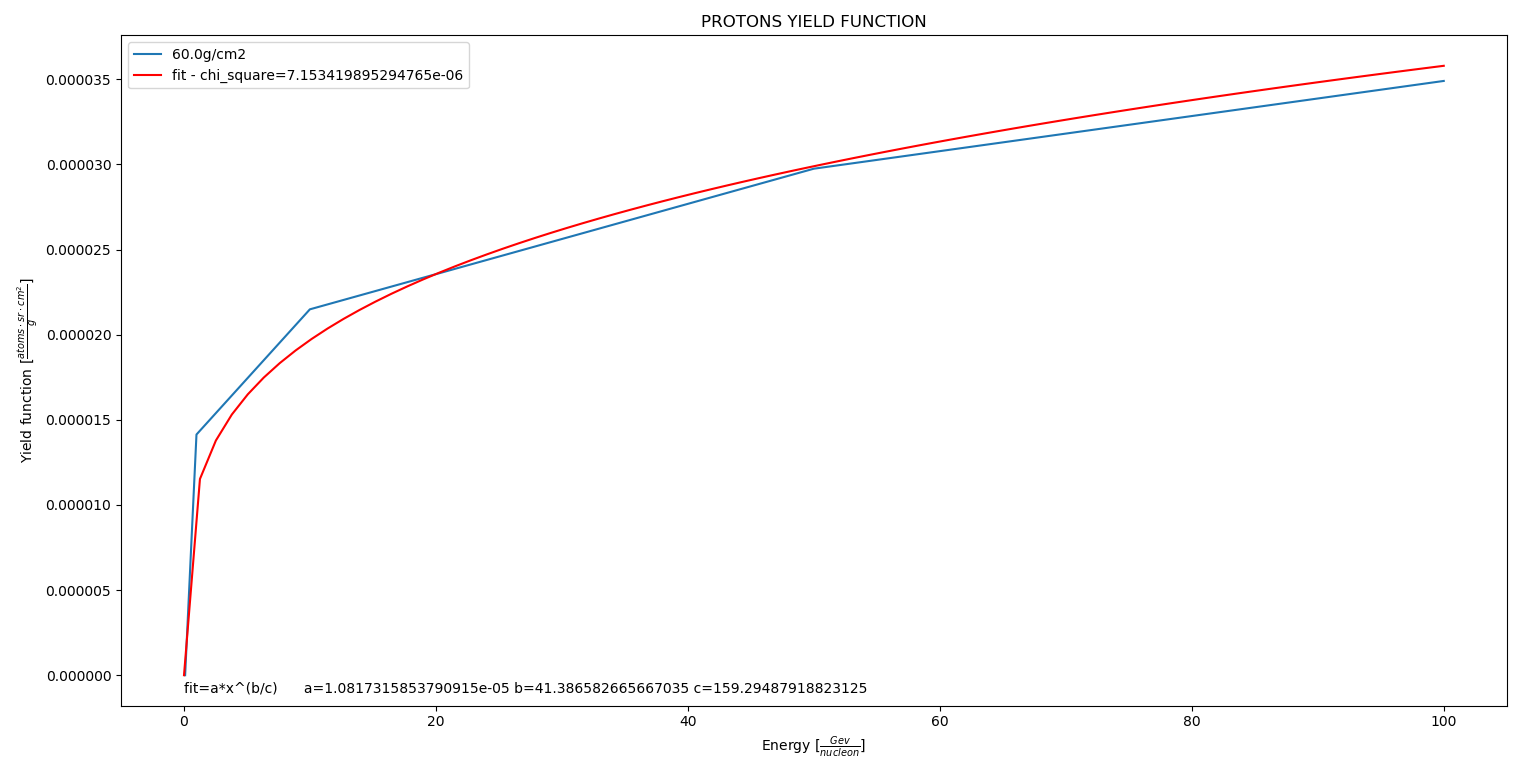 PROTONS YIELD FUNCTION
60.0g/cm2
fit - chi_square=7.153419895294765e-06
0.000035
0.000030
0.000025
0.000020
0.000015
0.000010
0.000005
0.000000
Yield function [atoms·sr·cm²/g]
fit=a*x^(b/c) a=1.0817315853790915e-05 b=41.386582665667035 c=159.29487918823125
0 20 40 60 80 100
Energy [Gev/nucleon]